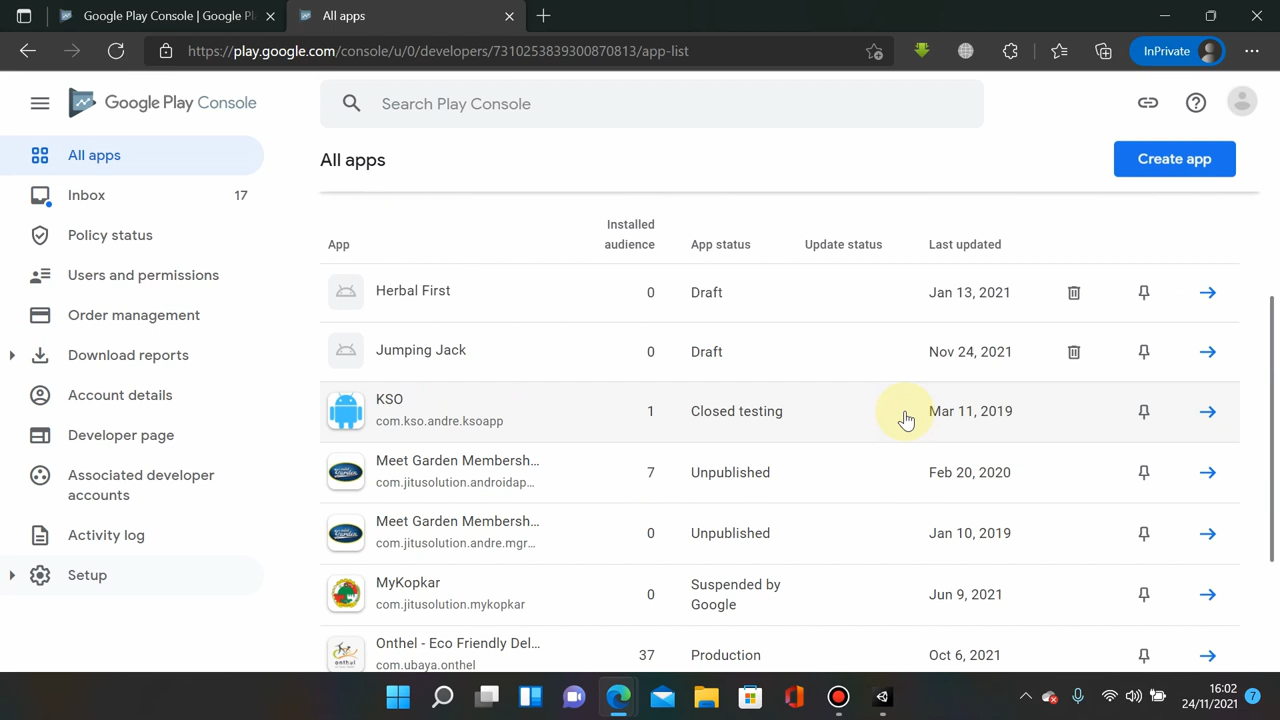 Google Play Console | Google Pl
All apps
https://play.google.com/console/u/0/developers/7310253839300870813/app-list
InPrivate
Google Play Console
Search Play Console
All apps
Inbox 17
Policy status
Users and permissions
Order management
Download reports
Account details
Developer page
Associated developer
accounts
Activity log
Setup
All apps
Create app
App
Installed
audience
App status
Update status
Last updated
Herbal First
0 Draft Jan 13, 2021
Jumping Jack
0 Draft Nov 24, 2021
KSO
com.kso.andre.ksoapp
1 Closed testing Mar 11, 2019
Meet Garden Membersh...
com.jitusolution.androidap...
7 Unpublished Feb 20, 2020
Meet Garden Membersh...
com.jitusolution.andre.mgr...
0 Unpublished Jan 10, 2019
MyKopkar
com.jitusolution.mykopkar
0 Suspended by
Google
Jun 9, 2021
Onthel - Eco Friendly Del...
com.ubaya.onthel
37 Production Oct 6, 2021
onthel
16:02
24/11/2021
7